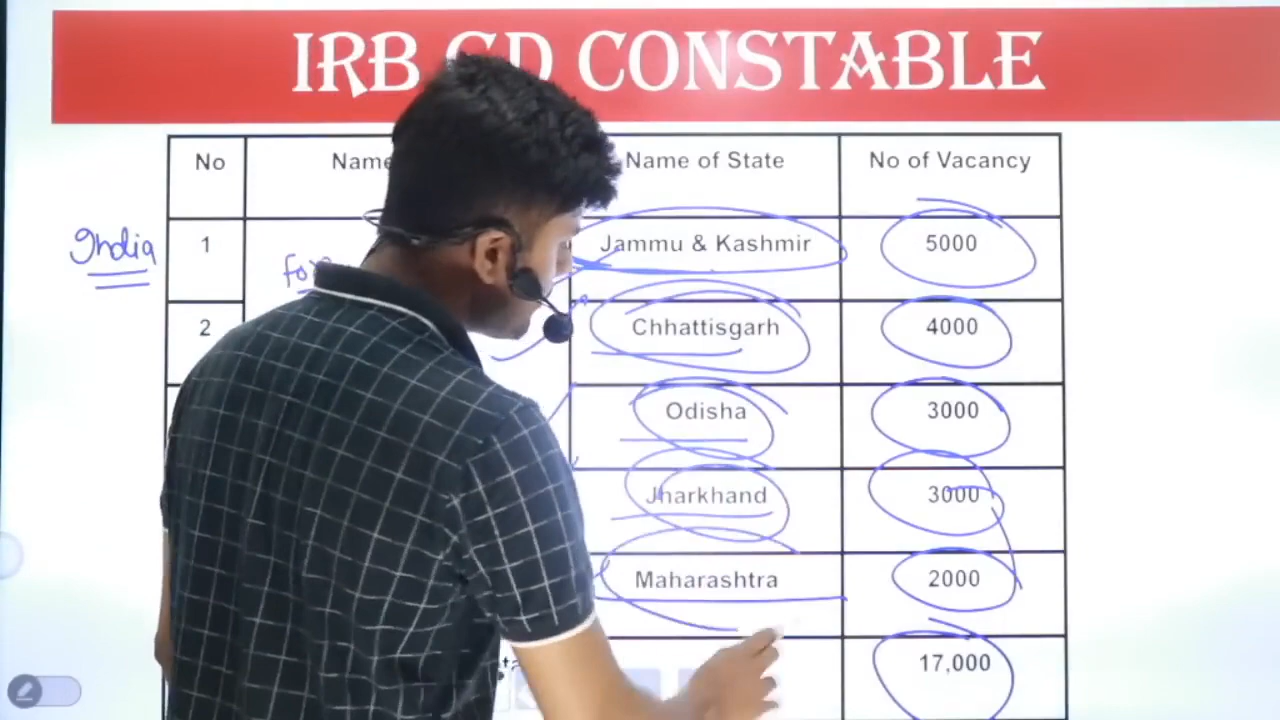 IRB GD CONSTABLE
No Name Name of State No of Vacancy
India 1 Jammu & Kashmir 5000
2 Chhattisgarh 4000
Odisha 3000
Jharkhand 3000
Maharashtra 2000
17,000